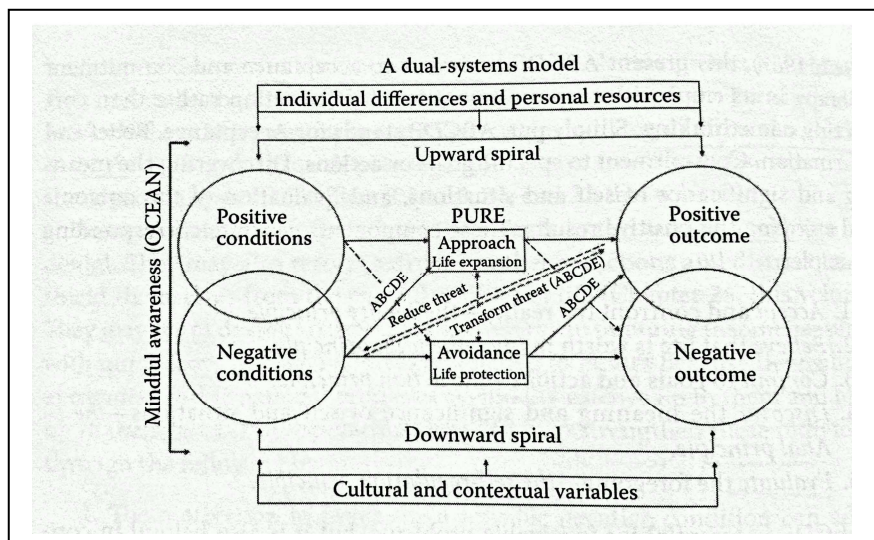 A dual-systems model
Individual differences and personal resources
Upward spiral
Mindful awareness (OCEAN)
Positive
conditions
PURE
Approach
Life expansion
Positive
outcome
ABCDE
Reduce threat
Transform threat (ABCDE)
ABCDE
Negative
conditions
Avoidance
Life protection
Negative
outcome
Downward spiral
Cultural and contextual variables